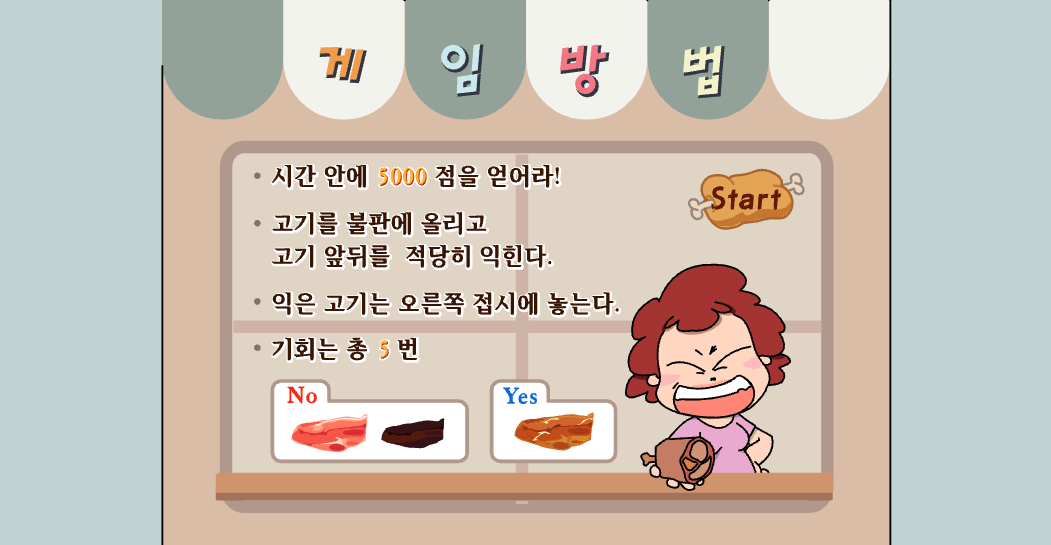 게임방법
• 시간 안에 5000 점을 얻어라!
Start
• 고기를 불판에 올리고
고기 앞뒤를 적당히 익힌다.
• 익은 고기는 오른쪽 접시에 놓는다.
• 기회는 총 5 번
No
Yes